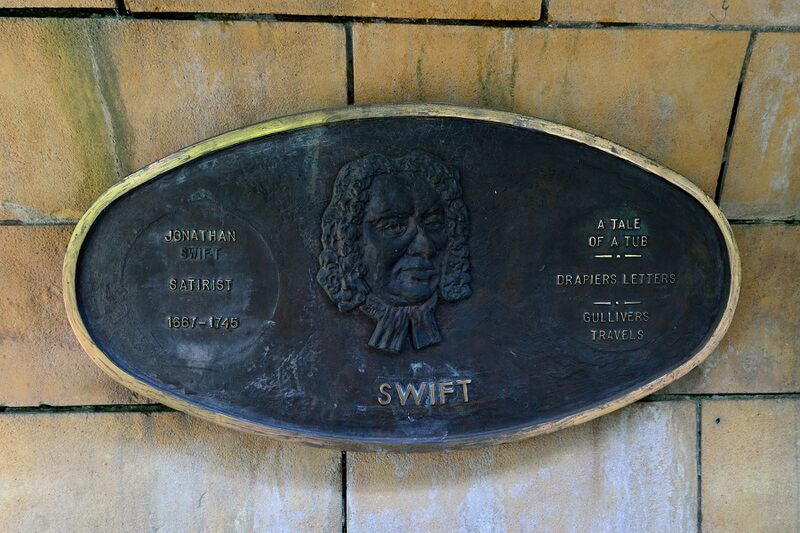 JONATHAN
SWIFT
SATIRIST
1667-1745
SWIFT
A TALE
OF A TUB
DRAPIERS LETTERS
GULLIVERS
TRAVELS